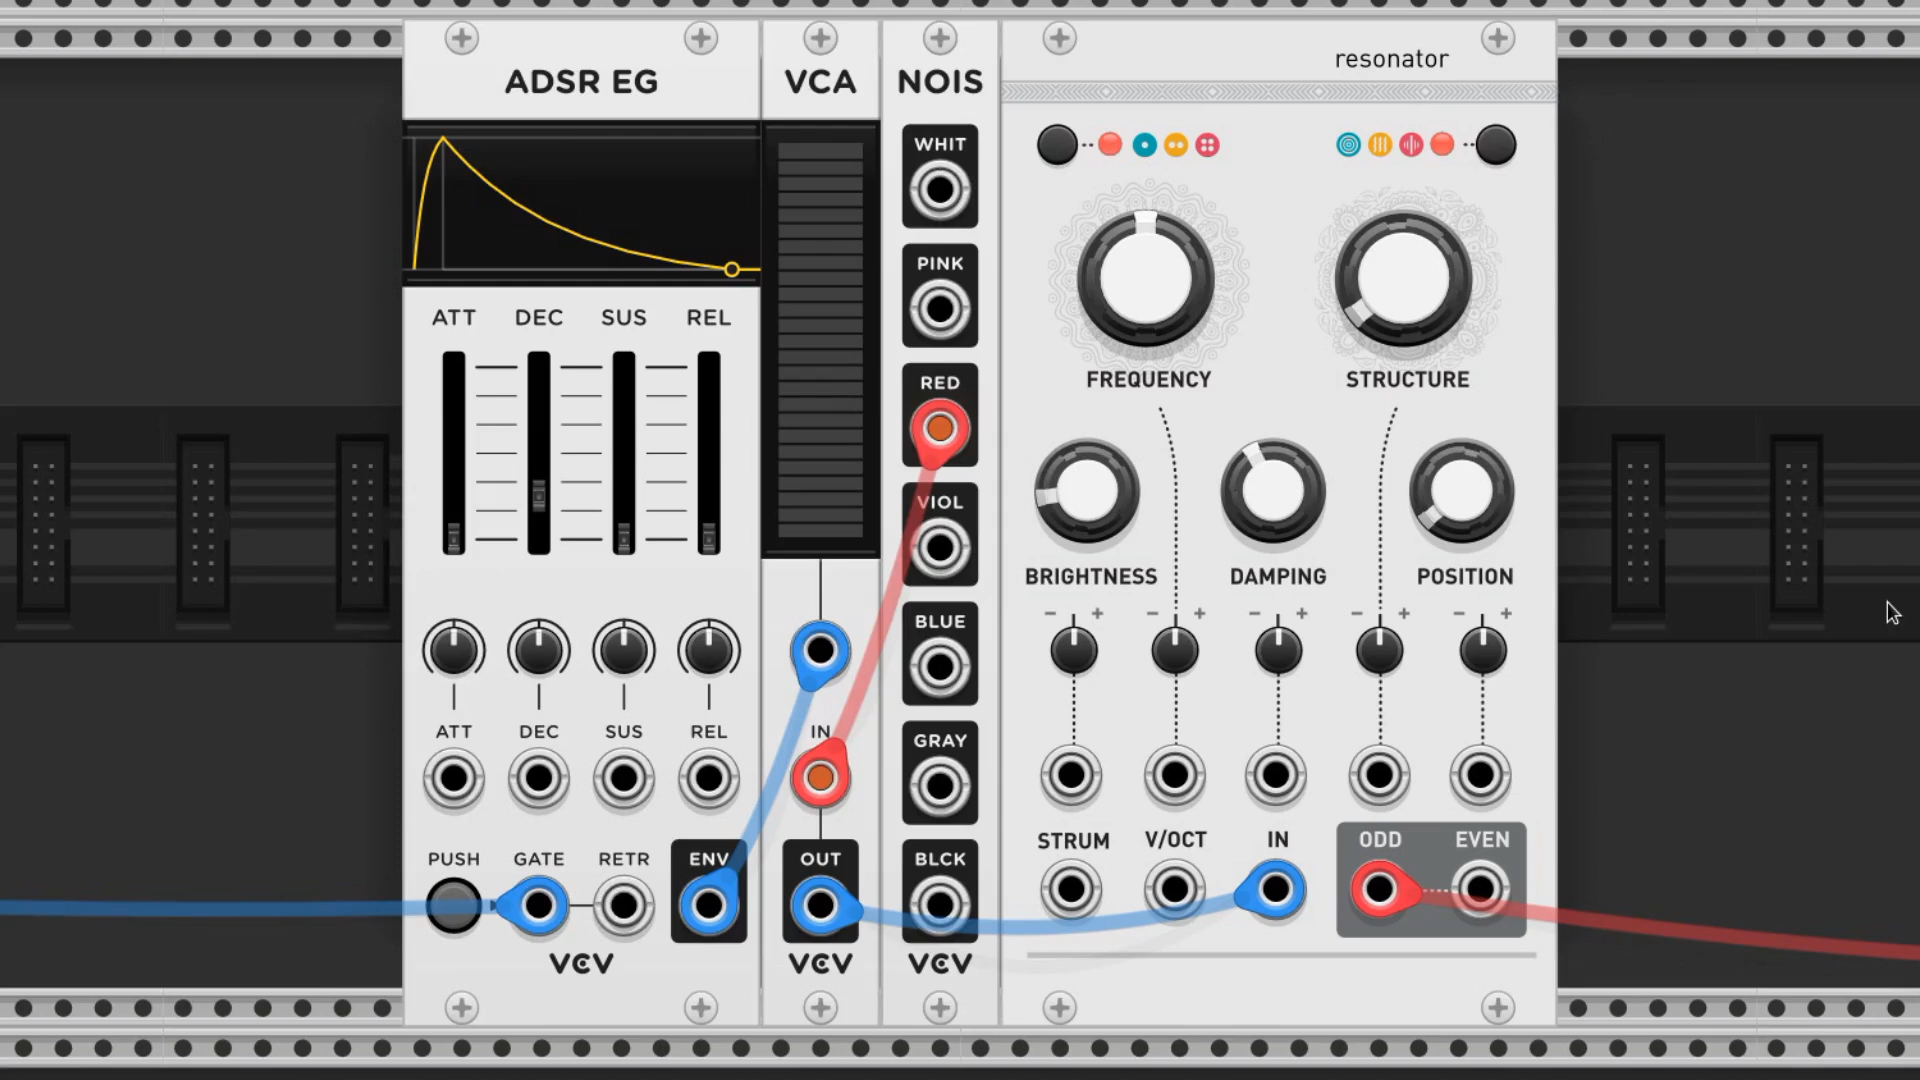 ADSR EG
ATT DEC SUS REL
ATT DEC SUS REL
PUSH GATE RETR ENV
VCV
VCA
IN
OUT
VCV
NOIS
WHIT
PINK
RED
VIOL
BLUE
GRAY
BLCK
VCV
resonator
FREQUENCY STRUCTURE
BRIGHTNESS DAMPING POSITION
− + − + − + − + − +
STRUM V/OCT IN ODD EVEN